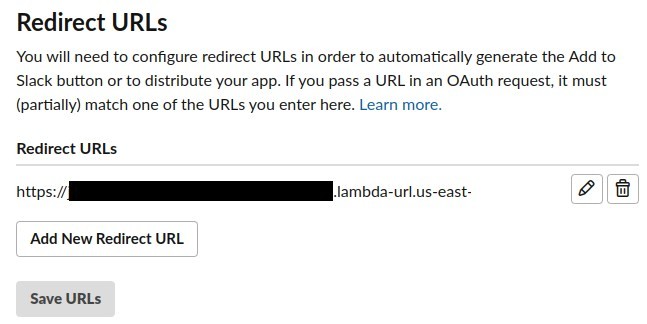 Redirect URLs
You will need to configure redirect URLs in order to automatically generate the Add to
Slack button or to distribute your app. If you pass a URL in an OAuth request, it must
(partially) match one of the URLs you enter here. Learn more.
Redirect URLs
https:// .lambda-url.us-east-
Add New Redirect URL
Save URLs